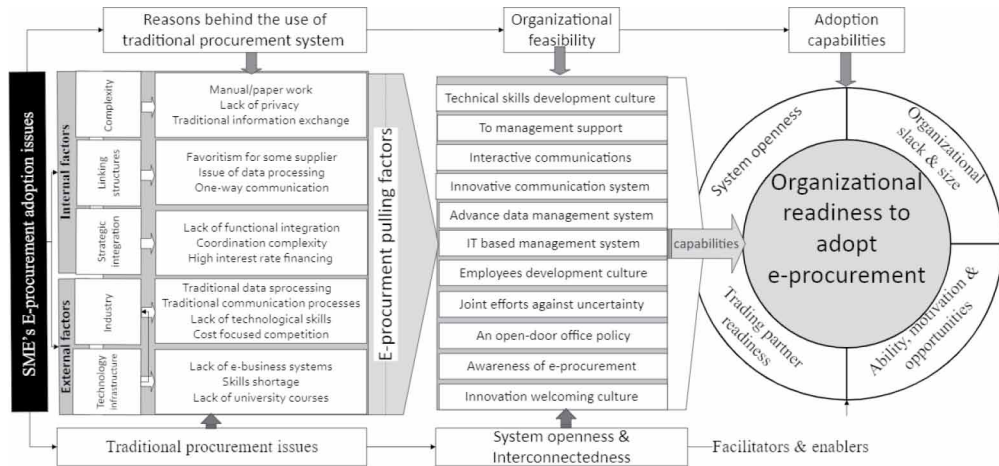 Reasons behind the use of
traditional procurement system
Organizational
feasibility
Adoption
capabilities
SME's E-procurement adoption issues
Internal factors
External factors
Complexity
Linking
structures
Strategic
integration
Industry
Technology
infrastructure
Manual/paper work
Lack of privacy
Traditional information exchange
Favoritism for some supplier
Issue of data processing
One-way communication
Lack of functional integration
Coordination complexity
High interest rate financing
Traditional data sprocessing
Traditional communication processes
Lack of technological skills
Cost focused competition
Lack of e-business systems
Skills shortage
Lack of university courses
E-procurment pulling factors
Technical skills development culture
To management support
Interactive communications
Innovative communication system
Advance data management system
IT based management system
Employees development culture
Joint efforts against uncertainty
An open-door office policy
Awareness of e-procurement
Innovation welcoming culture
capabilities
System openness
Organizational
slack & size
Organizational
readiness to
adopt
e-procurement
Trading partner
readiness
Ability, motivation &
opportunities
Traditional procurement issues
System openness &
Interconnectedness
Facilitators & enablers